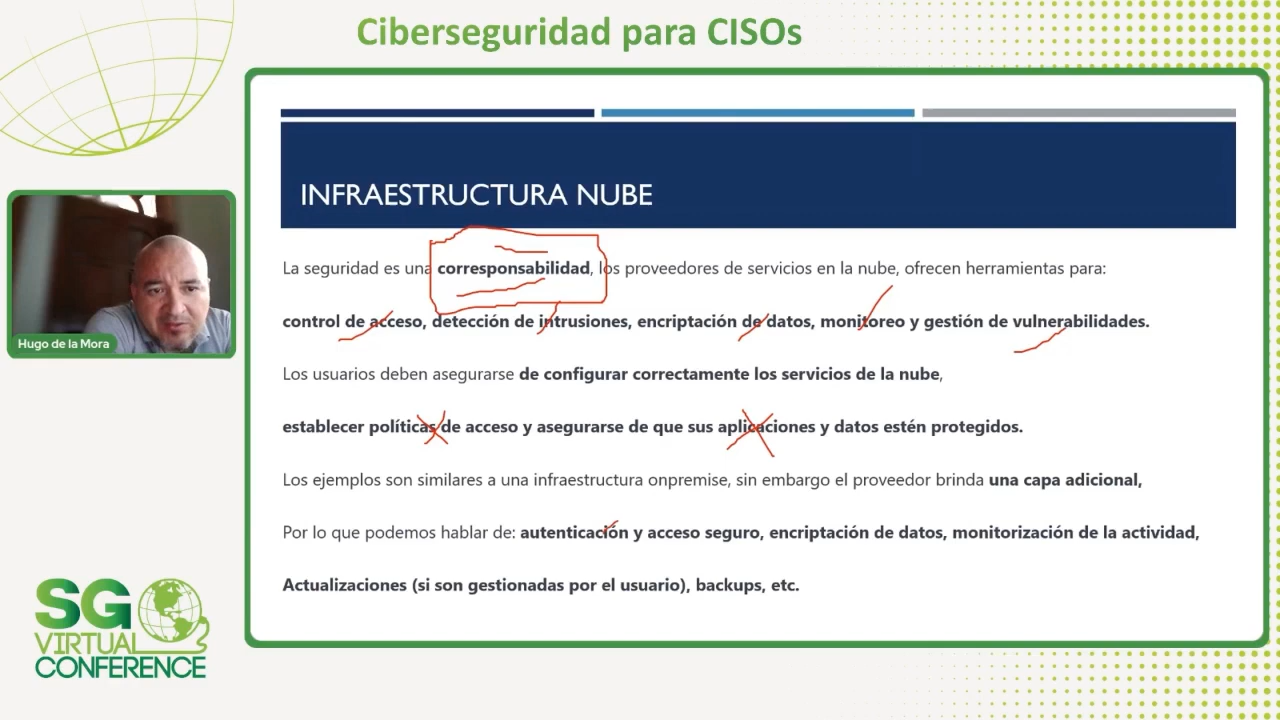 Ciberseguridad para CISOs
INFRAESTRUCTURA NUBE
La seguridad es una corresponsabilidad, los proveedores de servicios en la nube, ofrecen herramientas para:
control de acceso, detección de intrusiones, encriptación de datos, monitoreo y gestión de vulnerabilidades.
Los usuarios deben asegurarse de configurar correctamente los servicios de la nube,
establecer políticas de acceso y asegurarse de que sus aplicaciones y datos estén protegidos.
Los ejemplos son similares a una infraestructura onpremise, sin embargo el proveedor brinda una capa adicional,
Por lo que podemos hablar de: autenticación y acceso seguro, encriptación de datos, monitorización de la actividad,
Actualizaciones (si son gestionadas por el usuario), backups, etc.
Hugo de la Mora
SG
VIRTUAL
CONFERENCE